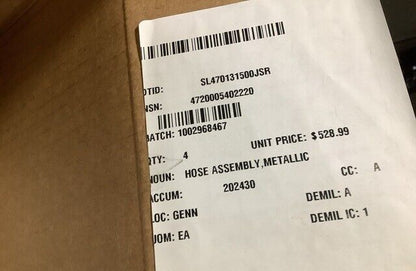 DTID: SL470131500JSR
NSN: 4720005402220
BATCH: 1002968467
QTY: 4 UNIT PRICE: $528.99
NOUN: HOSE ASSEMBLY,METALLIC
ACCUM: 202430 CC: A
LOC: GENN DEMIL: A
UOM: EA DEMIL IC: 1